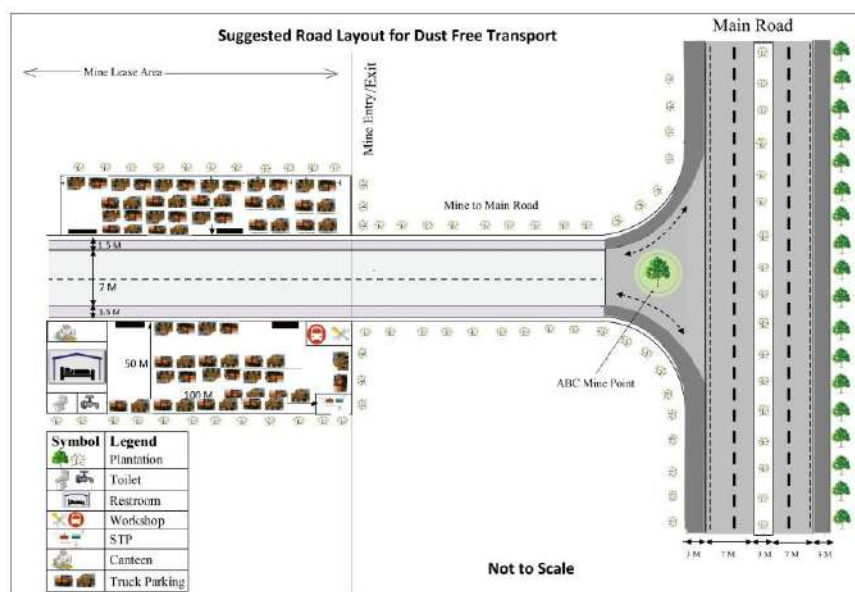 Main Road
Suggested Road Layout for Dust Free Transport
Mine Lease Area
Mine Entry/Exit
Mine to Main Road
1.5 M
7 M
1.5 M
50 M
100 M
ABC Mine Point
Symbol Legend
Plantation
Toilet
Restroom
Workshop
STP
Canteen
Truck Parking
Not to Scale
3 M 7 M 3 M 7 M 3 M